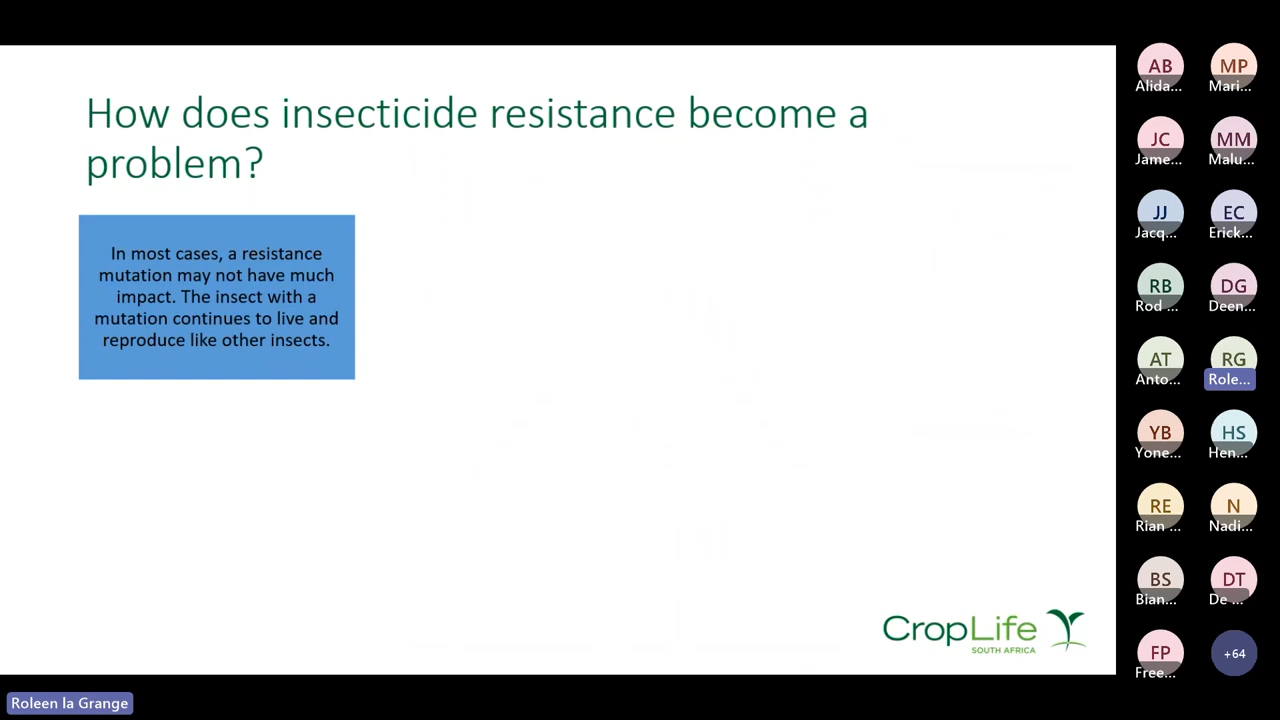 How does insecticide resistance become a
problem?
In most cases, a resistance
mutation may not have much
impact. The insect with a
mutation continues to live and
reproduce like other insects.
CropLife
SOUTH AFRICA
Roleen la Grange
AB
Alida...
MP
Mari...
JC
Jame...
MM
Malu...
JJ
Jacq...
EC
Erick...
RB
Rod ...
DG
Deen...
AT
Anto...
RG
Role...
YB
Yone...
HS
Hen...
RE
Rian ...
N
Nadi...
BS
Bian...
DT
De ...
FP
Free...
+64